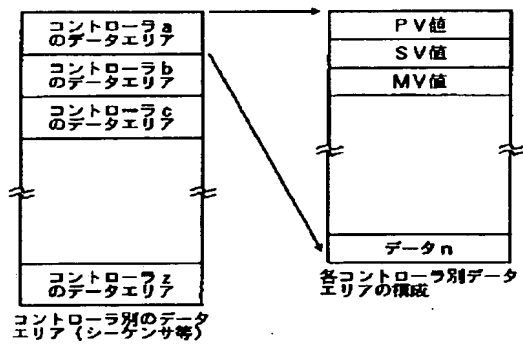 コントローラa
のデータエリア
コントローラb
のデータエリア
コントローラc
のデータエリア
コントローラz
のデータエリア
コントローラ別のデータ
エリア（シーケンサ等）
PV値
SV値
MV値
データn
各コントローラ別データ
エリアの構成